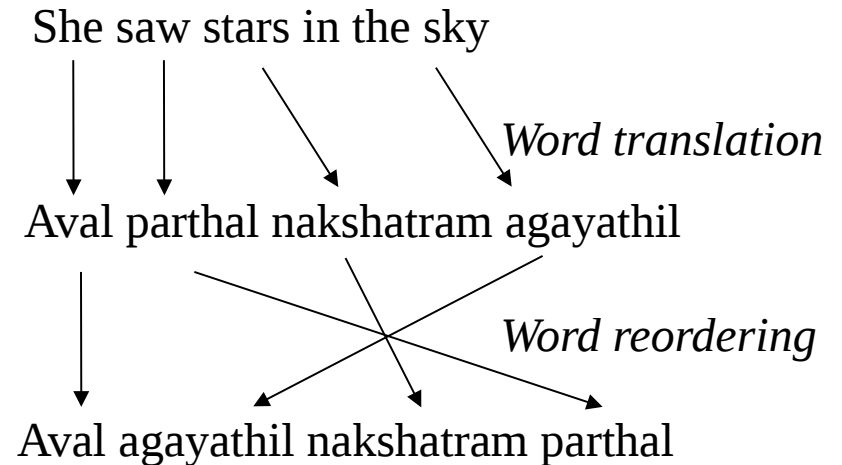 She saw stars in the sky
Word translation
Aval parthal nakshatram agayathil
Word reordering
Aval agayathil nakshatram parthal